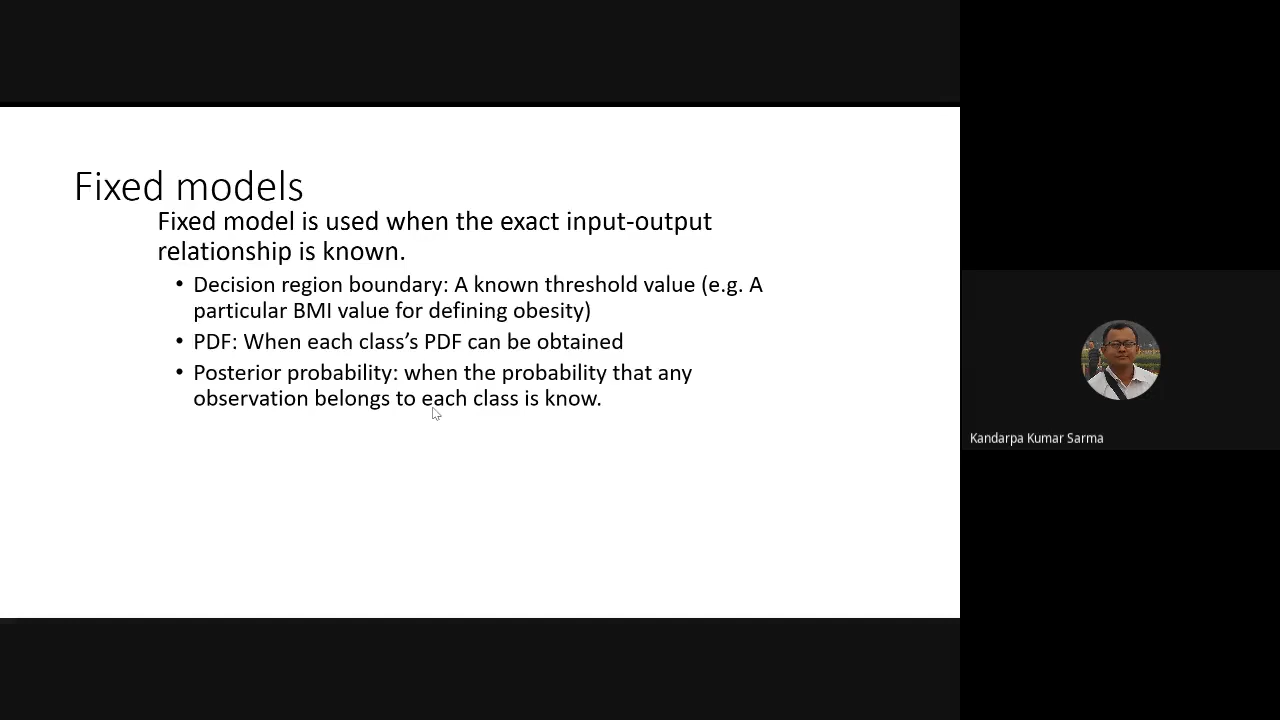 Fixed models
Fixed model is used when the exact input-output
relationship is known.
• Decision region boundary: A known threshold value (e.g. A
particular BMI value for defining obesity)
• PDF: When each class’s PDF can be obtained
• Posterior probability: when the probability that any
observation belongs to each class is know.
Kandarpa Kumar Sarma